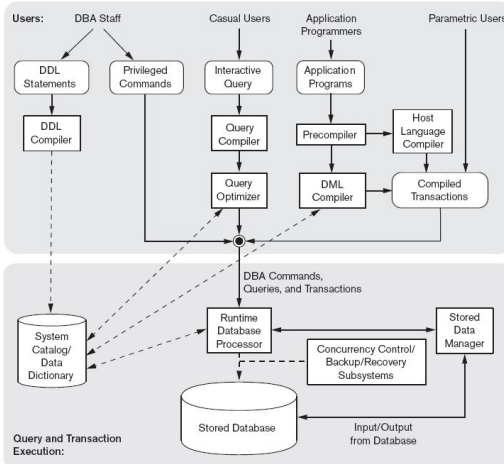 Users:
DBA Staff
Casual Users
Application
Programmers
Parametric Users
DDL
Statements
Privileged
Commands
Interactive
Query
Application
Programs
DDL
Compiler
Query
Compiler
Precompiler
Host
Language
Compiler
Query
Optimizer
DML
Compiler
Compiled
Transactions
DBA Commands,
Queries, and Transactions
System
Catalog/
Data
Dictionary
Runtime
Database
Processor
Stored
Data
Manager
Concurrency Control/
Backup/Recovery
Subsystems
Stored Database
Input/Output
from Database
Query and Transaction
Execution: